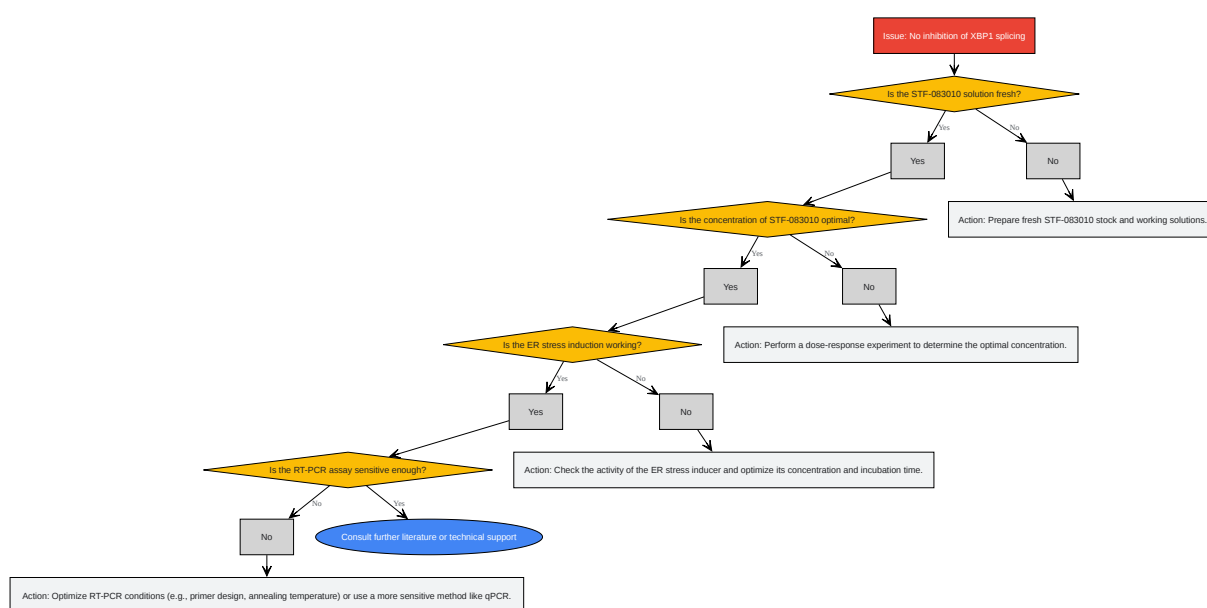 Issue: No inhibition of XBP1 splicing
Is the STF-083010 solution fresh?
Yes
No
Yes
No
Is the concentration of STF-083010 optimal?
Action: Prepare fresh STF-083010 stock and working solutions.
Yes
No
Yes
No
Is the ER stress induction working?
Action: Perform a dose-response experiment to determine the optimal concentration.
Yes
No
Yes
No
Is the RT-PCR assay sensitive enough?
Action: Check the activity of the ER stress inducer and optimize its concentration and incubation time.
No
Yes
No
Consult further literature or technical support
Action: Optimize RT-PCR conditions (e.g., primer design, annealing temperature) or use a more sensitive method like qPCR.